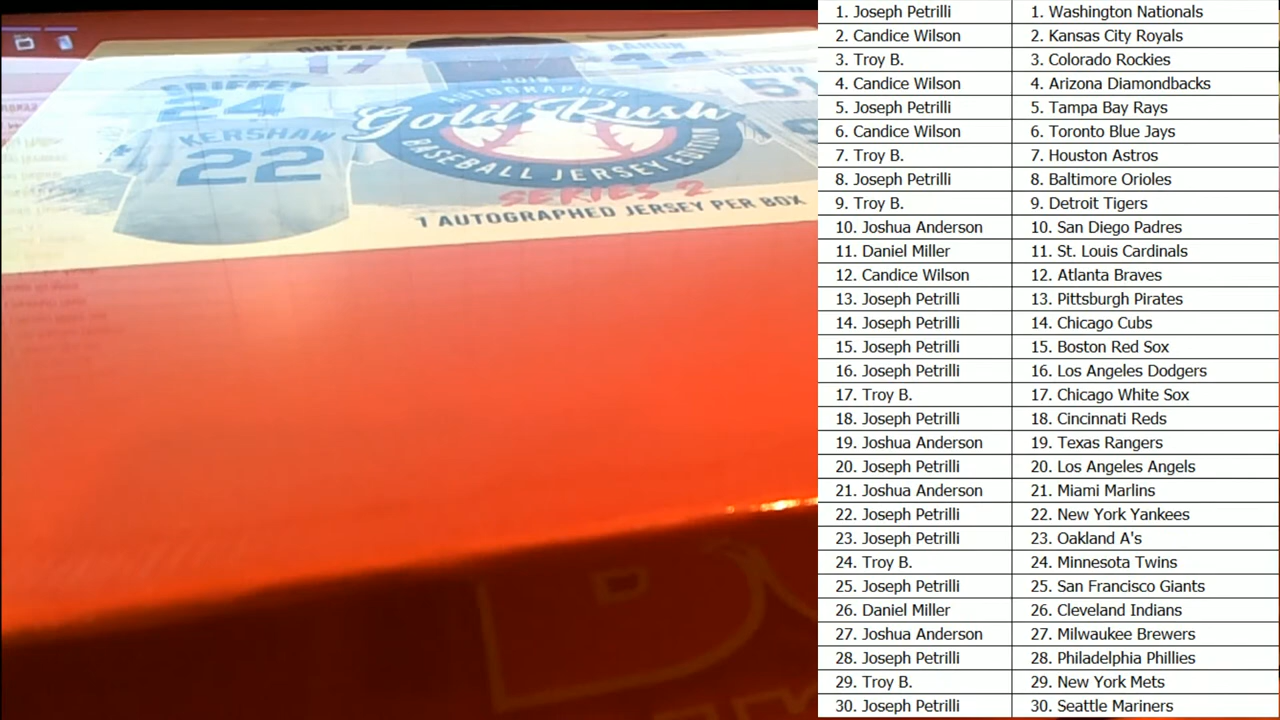 OHTANI
17
AARON
44
GRIFFEY
24
KERSHAW
22
51
2019
AUTOGRAPHED
Gold Rush
BASEBALL JERSEY EDITION
SERIES 2
1 AUTOGRAPHED JERSEY PER BOX
1. Joseph Petrilli 1. Washington Nationals
2. Candice Wilson 2. Kansas City Royals
3. Troy B. 3. Colorado Rockies
4. Candice Wilson 4. Arizona Diamondbacks
5. Joseph Petrilli 5. Tampa Bay Rays
6. Candice Wilson 6. Toronto Blue Jays
7. Troy B. 7. Houston Astros
8. Joseph Petrilli 8. Baltimore Orioles
9. Troy B. 9. Detroit Tigers
10. Joshua Anderson 10. San Diego Padres
11. Daniel Miller 11. St. Louis Cardinals
12. Candice Wilson 12. Atlanta Braves
13. Joseph Petrilli 13. Pittsburgh Pirates
14. Joseph Petrilli 14. Chicago Cubs
15. Joseph Petrilli 15. Boston Red Sox
16. Joseph Petrilli 16. Los Angeles Dodgers
17. Troy B. 17. Chicago White Sox
18. Joseph Petrilli 18. Cincinnati Reds
19. Joshua Anderson 19. Texas Rangers
20. Joseph Petrilli 20. Los Angeles Angels
21. Joshua Anderson 21. Miami Marlins
22. Joseph Petrilli 22. New York Yankees
23. Joseph Petrilli 23. Oakland A's
24. Troy B. 24. Minnesota Twins
25. Joseph Petrilli 25. San Francisco Giants
26. Daniel Miller 26. Cleveland Indians
27. Joshua Anderson 27. Milwaukee Brewers
28. Joseph Petrilli 28. Philadelphia Phillies
29. Troy B. 29. New York Mets
30. Joseph Petrilli 30. Seattle Mariners